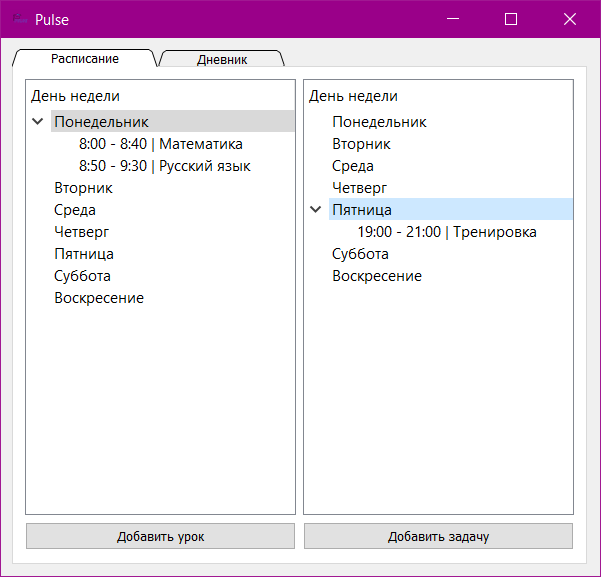 Pulse
Расписание
Дневник
День недели
Понедельник
8:00 - 8:40 | Математика
8:50 - 9:30 | Русский язык
Вторник
Среда
Четверг
Пятница
Суббота
Воскресение
Добавить урок
День недели
Понедельник
Вторник
Среда
Четверг
Пятница
19:00 - 21:00 | Тренировка
Суббота
Воскресение
Добавить задачу